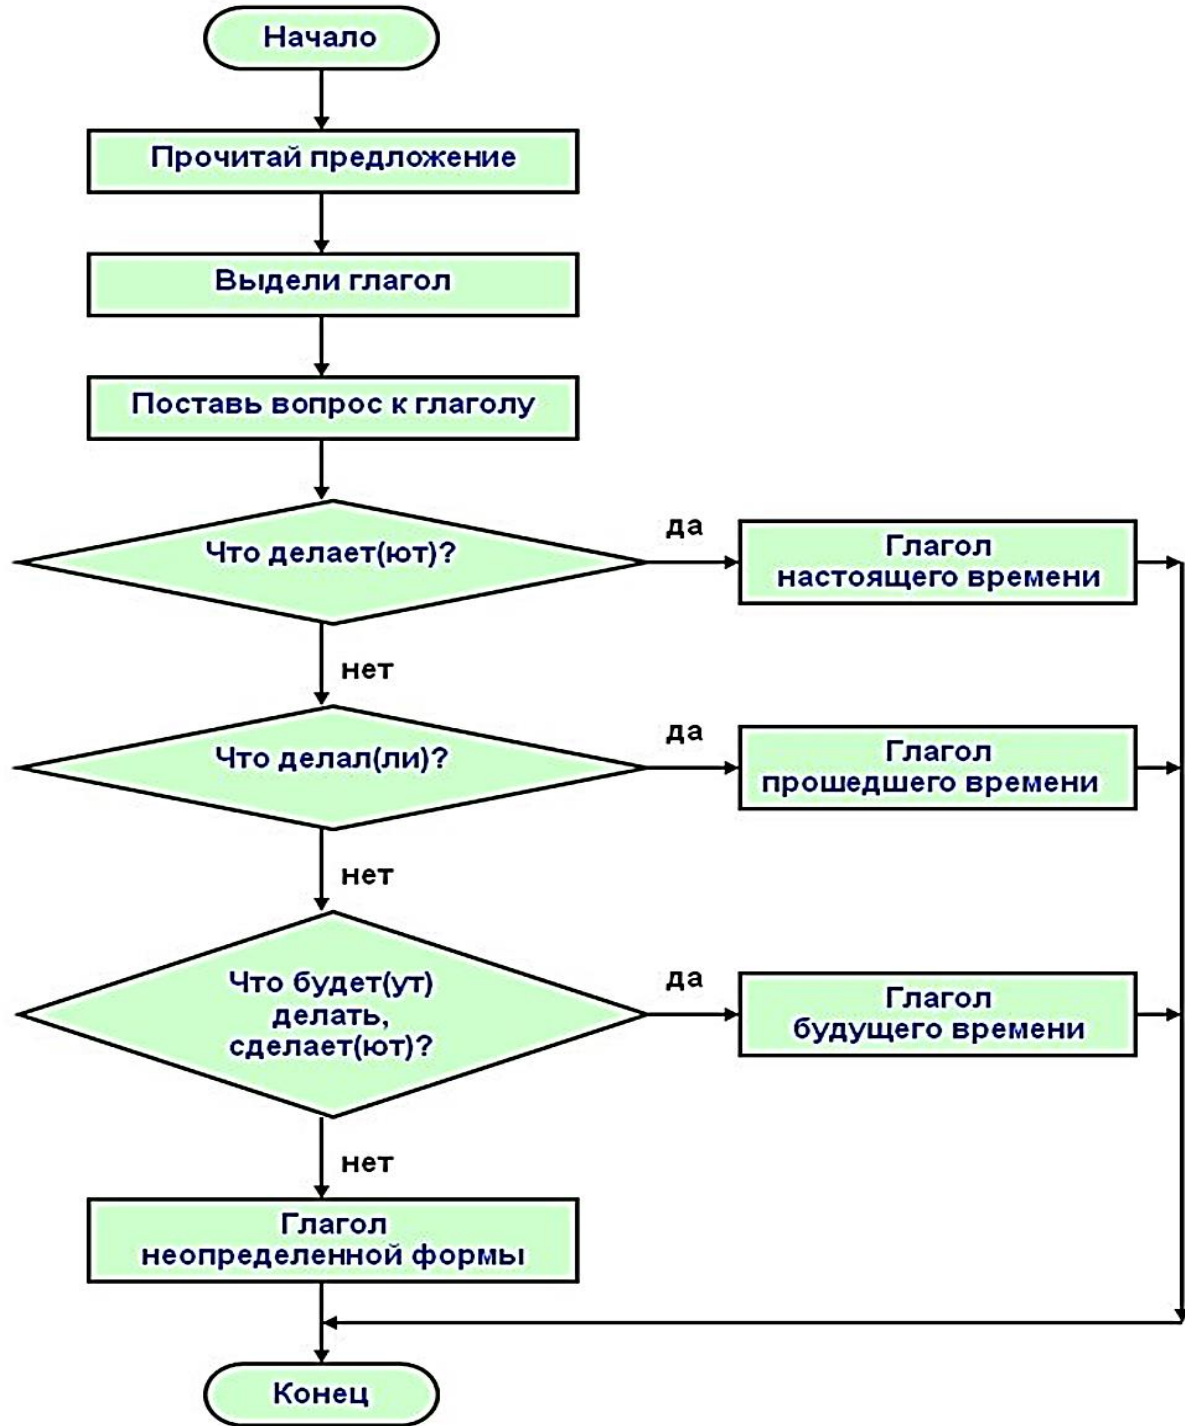 Начало
Прочитай предложение
Выдели глагол
Поставь вопрос к глаголу
Что делает(ют)?
да
Глагол
настоящего времени
нет
Что делал(ли)?
да
Глагол
прошедшего времени
нет
Что будет(ут)
делать,
сделает(ют)?
да
Глагол
будущего времени
нет
Глагол
неопределенной формы
Конец